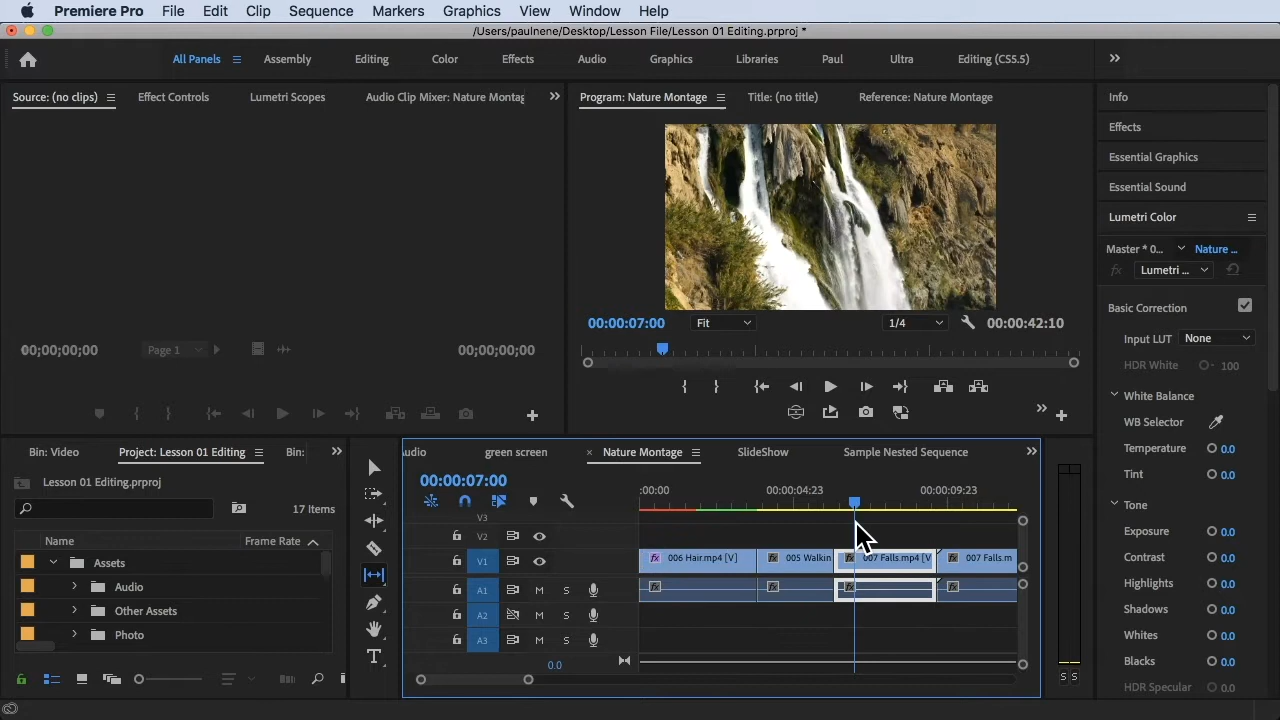 Premiere Pro File Edit Clip Sequence Markers Graphics View Window Help
/Users/paulnene/Desktop/Lesson File/Lesson 01 Editing.prproj *
All Panels Assembly Editing Color Effects Audio Graphics Libraries Paul Ultra Editing (CS5.5)
Source: (no clips) Effect Controls Lumetri Scopes Audio Clip Mixer: Nature Montag
Program: Nature Montage Title: (no title) Reference: Nature Montage
00:00:07:00 Fit 1/4 00:00:42:10
00;00;00;00 Page 1 00;00;00;00
Info
Effects
Essential Graphics
Essential Sound
Lumetri Color
Master * 0... Nature ...
fx Lumetri ...
Basic Correction
Input LUT None
HDR White 100
White Balance
WB Selector
Temperature 0.0
Tint 0.0
Tone
Exposure 0.0
Contrast 0.0
Highlights 0.0
Shadows 0.0
Whites 0.0
Blacks 0.0
HDR Specular 0.0
Bin: Video Project: Lesson 01 Editing Bin:
Lesson 01 Editing.prproj
17 Items
Name Frame Rate
Assets
Audio
Other Assets
Photo
udio green screen × Nature Montage SlideShow Sample Nested Sequence
00:00:07:00
:00:00 00:00:04:23 00:00:09:23
V3
V2
V1 fx 006 Hair.mp4 [V] fx 005 Walkin fx 007 Falls.mp4 [V fx 007 Falls.m
A1 M S fx fx fx fx
A2 M S
A3 M S
0.0
S S